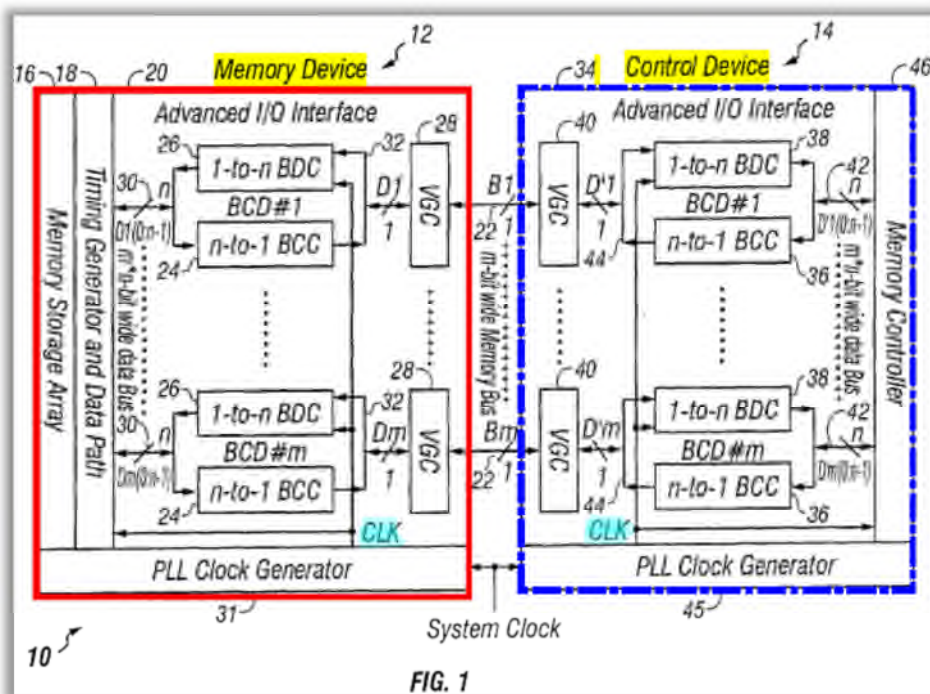 12
14
16
18
20
Memory Device
34
Control Device
46
Advanced I/O Interface
28
40
Advanced I/O Interface
26
32
38
30
n
1-to-n BDC
D1
B1
D'1
1-to-n BDC
42
n
BCD#1
VGC
VGC
BCD#1
D1(0:n-1)
n-to-1 BCC
1
22
1
1
n-to-1 BCC
D'1(0:n-1)
24
44
36
Memory Storage Array
Timing Generator and Data Path
m*n-bit wide data Bus
m-bit wide Memory Bus
m*n-bit wide data Bus
Memory Controller
28
40
26
32
38
30
n
1-to-n BDC
Dm
Bm
D'm
1-to-n BDC
42
n
BCD#m
VGC
VGC
BCD#m
Dm(0:n-1)
n-to-1 BCC
1
22
1
1
n-to-1 BCC
24
44
36
CLK
CLK
PLL Clock Generator
PLL Clock Generator
31
45
System Clock
10
FIG. 1